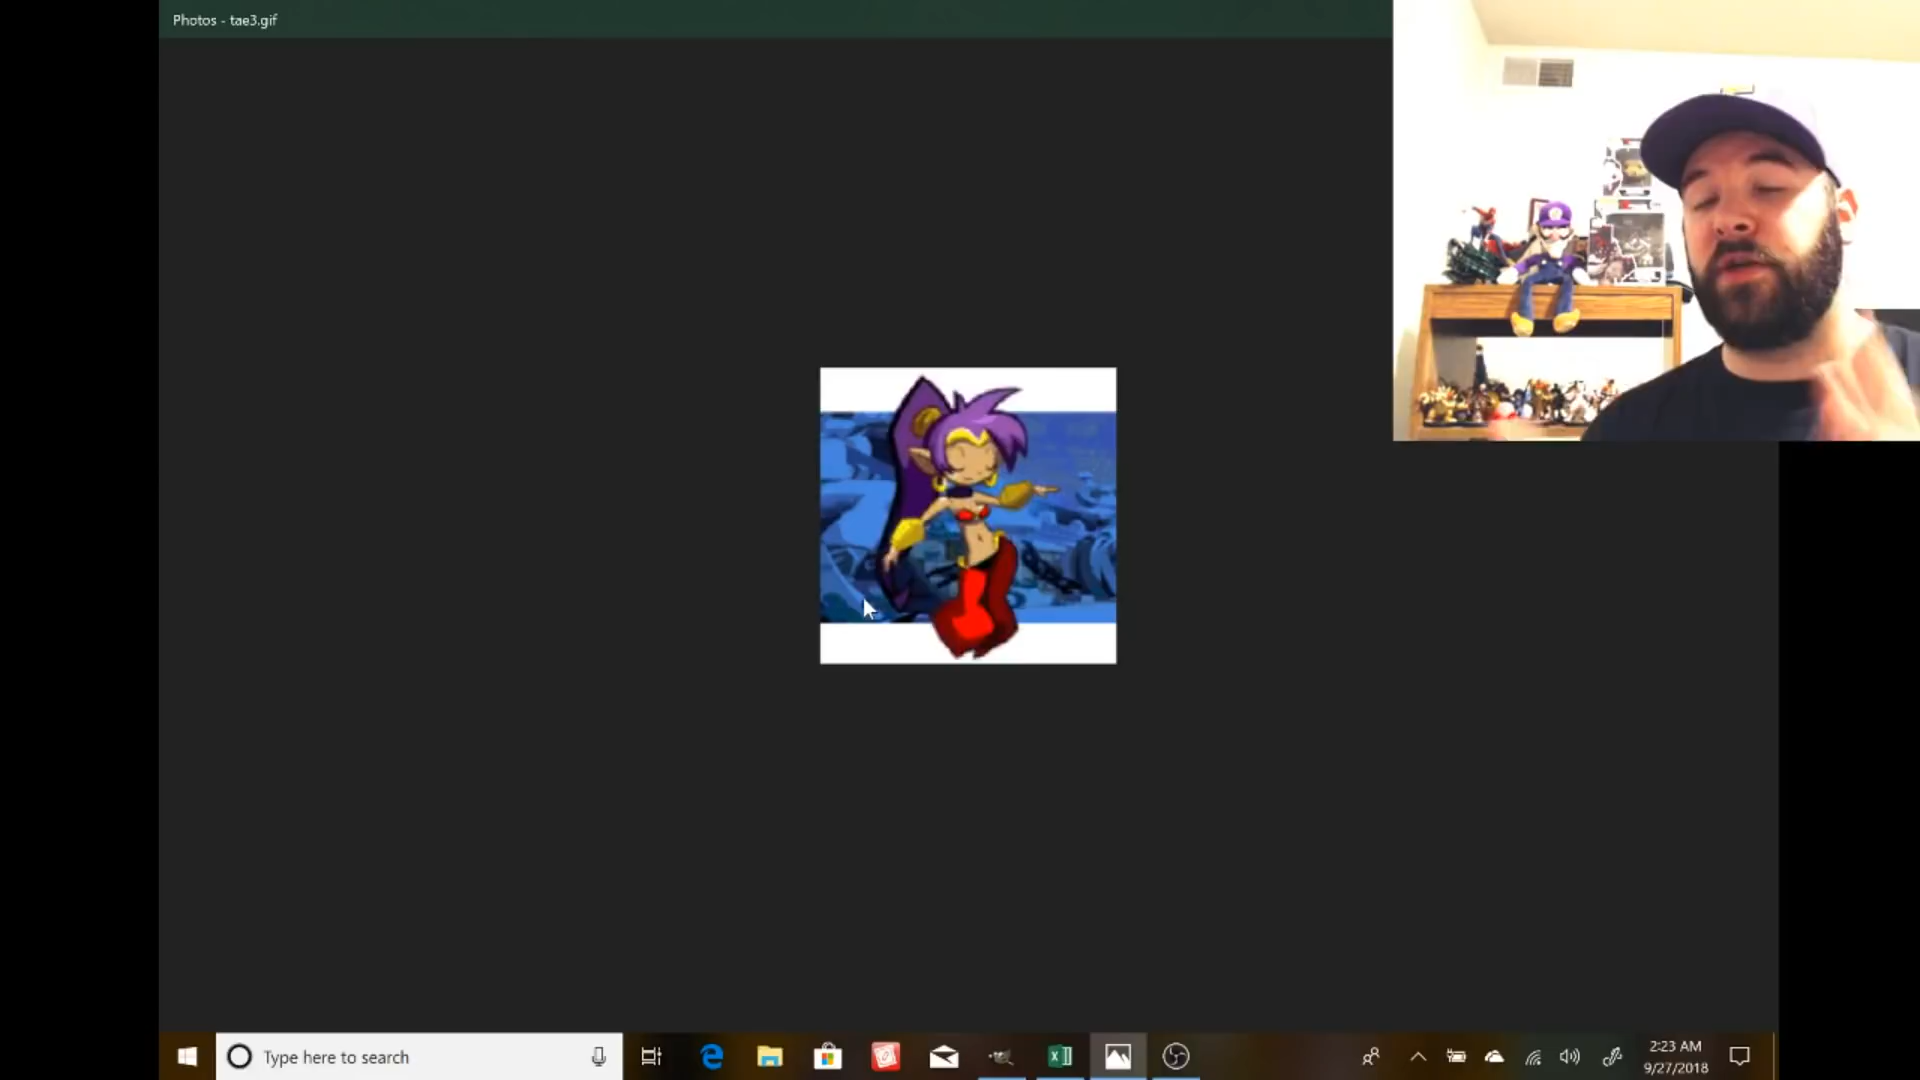 Photos - tae3.gif
Type here to search
2:23 AM
9/27/2018